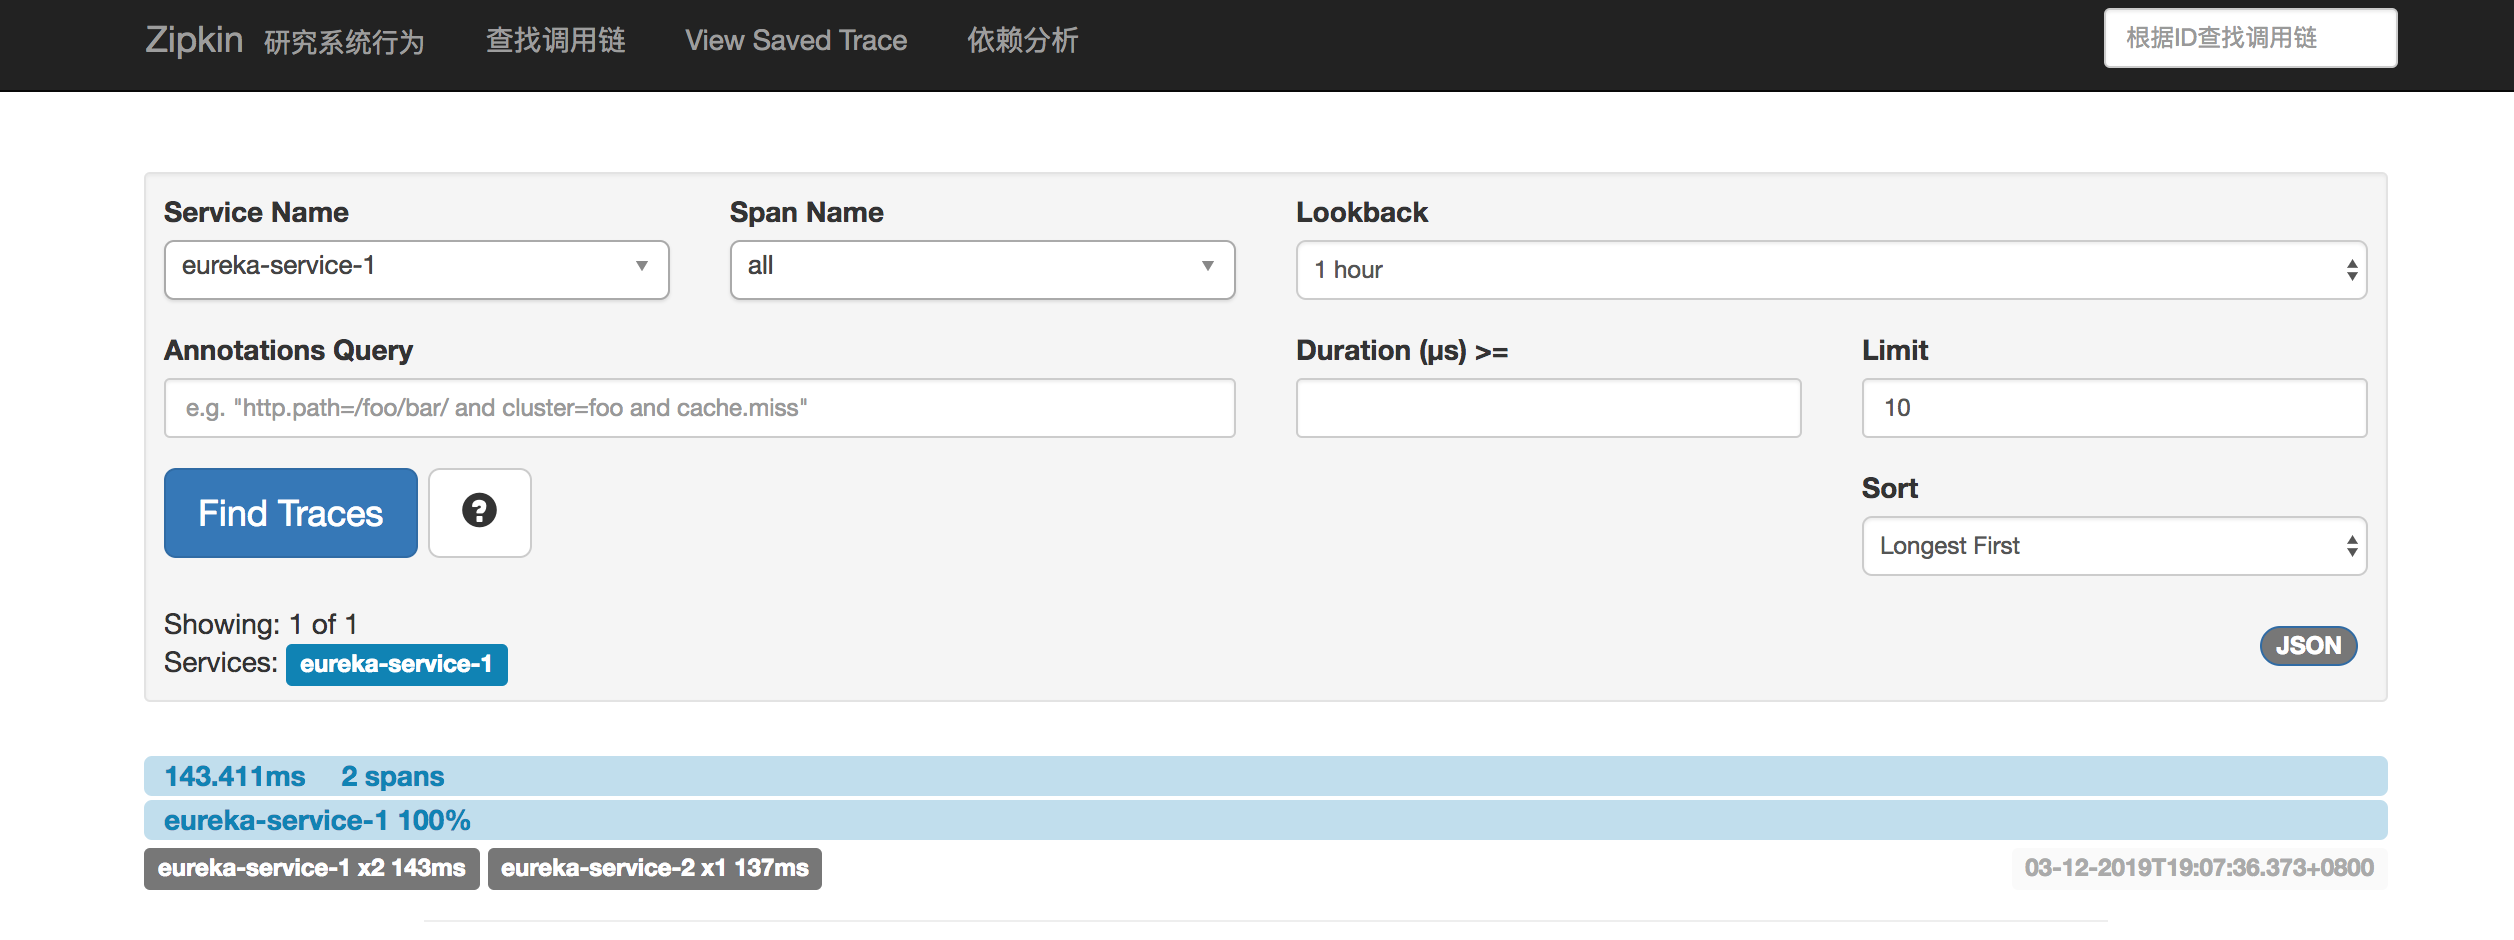 Zipkin 研究系统行为 查找调用链 View Saved Trace 依赖分析 根据ID查找调用链
Service Name Span Name Lookback
eureka-service-1 all 1 hour
Annotations Query Duration (μs) >= Limit
e.g. "http.path=/foo/bar/ and cluster=foo and cache.miss" 10
Find Traces ? Sort
Longest First
Showing: 1 of 1
Services: eureka-service-1 JSON
143.411ms 2 spans
eureka-service-1 100%
eureka-service-1 x2 143ms eureka-service-2 x1 137ms 03-12-2019T19:07:36.373+0800